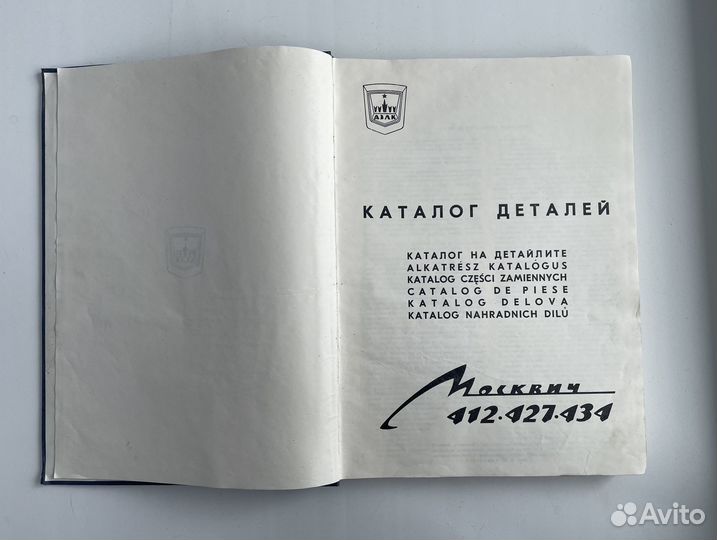 АЗЛК
КАТАЛОГ ДЕТАЛЕЙ
КАТАЛОГ НА ДЕТАЙЛИТЕ
ALKATRÉSZ KATALÓGUS
KATALOG CZĘŚCI ZAMIENNYCH
CATALOG DE PIESE
KATALOG DELOVA
KATALOG NAHRADNICH DILŮ
Москвич
412·427·434
Avito